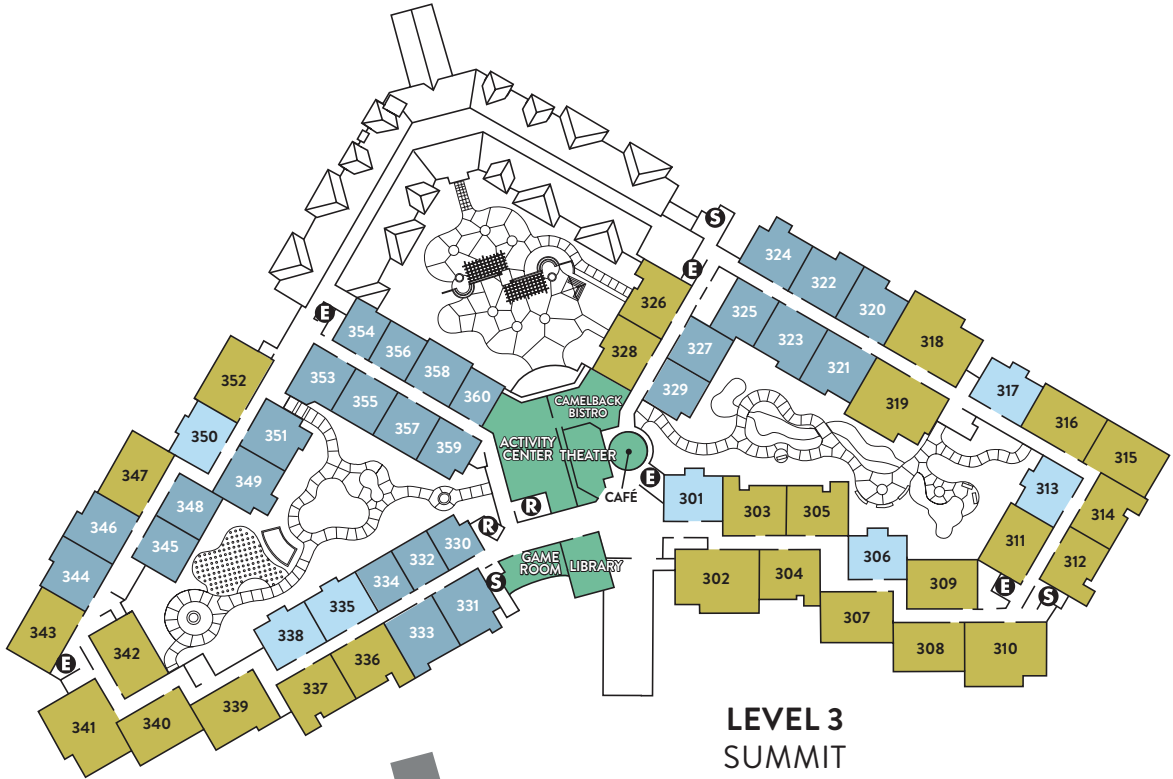 S
324
E
322
326
325
320
E
354
323
318
328
327
356
321
353
358
329
317
352
360
319
355
CAMELBACK
BISTRO
316
350
351
357
ACTIVITY
CENTER
THEATER
359
315
347
349
CAFÉ
E
301
313
348
303
305
314
346
R
R
345
330
311
332
GAME
ROOM
LIBRARY
306
312
344
334
S
302
304
309
E
S
335
331
343
338
333
307
342
336
308
310
E
337
339
341
340
LEVEL 3
SUMMIT